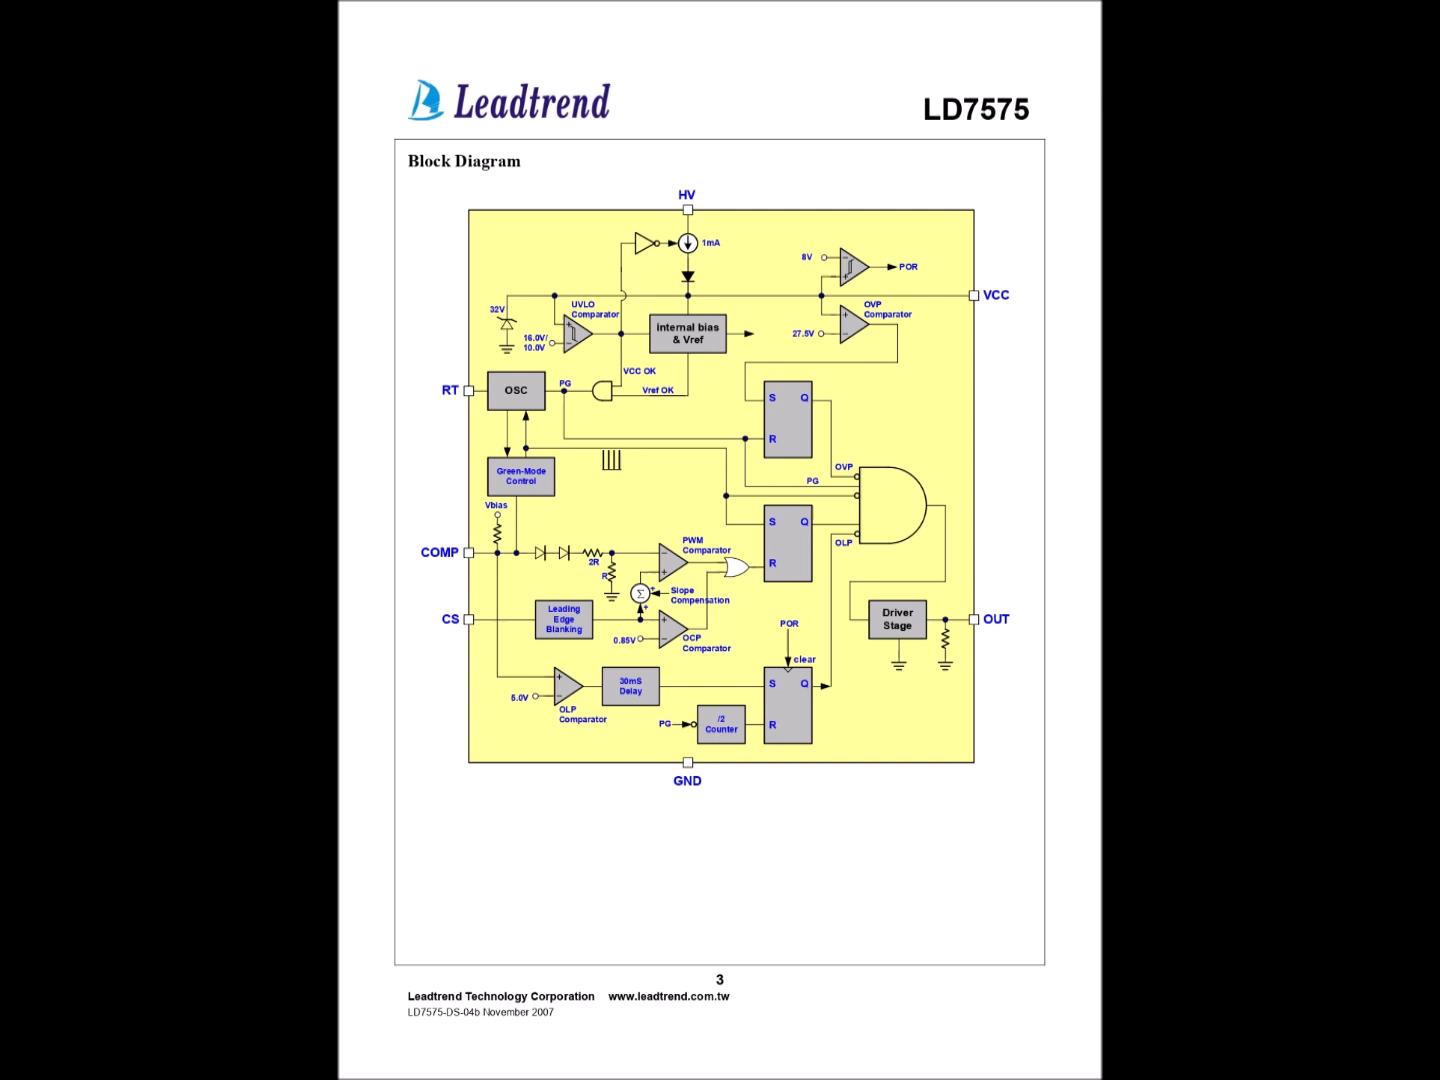 Leadtrend
LD7575
Block Diagram
HV
1mA
8V
POR
VCC
32V
UVLO
Comparator
OVP
Comparator
16.0V/
10.0V
internal bias
& Vref
27.5V
VCC OK
PG
Vref OK
RT
OSC
S Q
R
Green-Mode
Control
OVP
PG
Vbias
S Q
OLP
COMP
PWM
Comparator
2R
R
R
Σ
+
+
Slope
Compensation
Leading
Edge
Blanking
CS
0.85V
OCP
Comparator
POR
Driver
Stage
OUT
clear
30mS
Delay
S Q
5.0V
OLP
Comparator
PG
/2
Counter
R
GND
3
Leadtrend Technology Corporation www.leadtrend.com.tw
LD7575-DS-04b November 2007